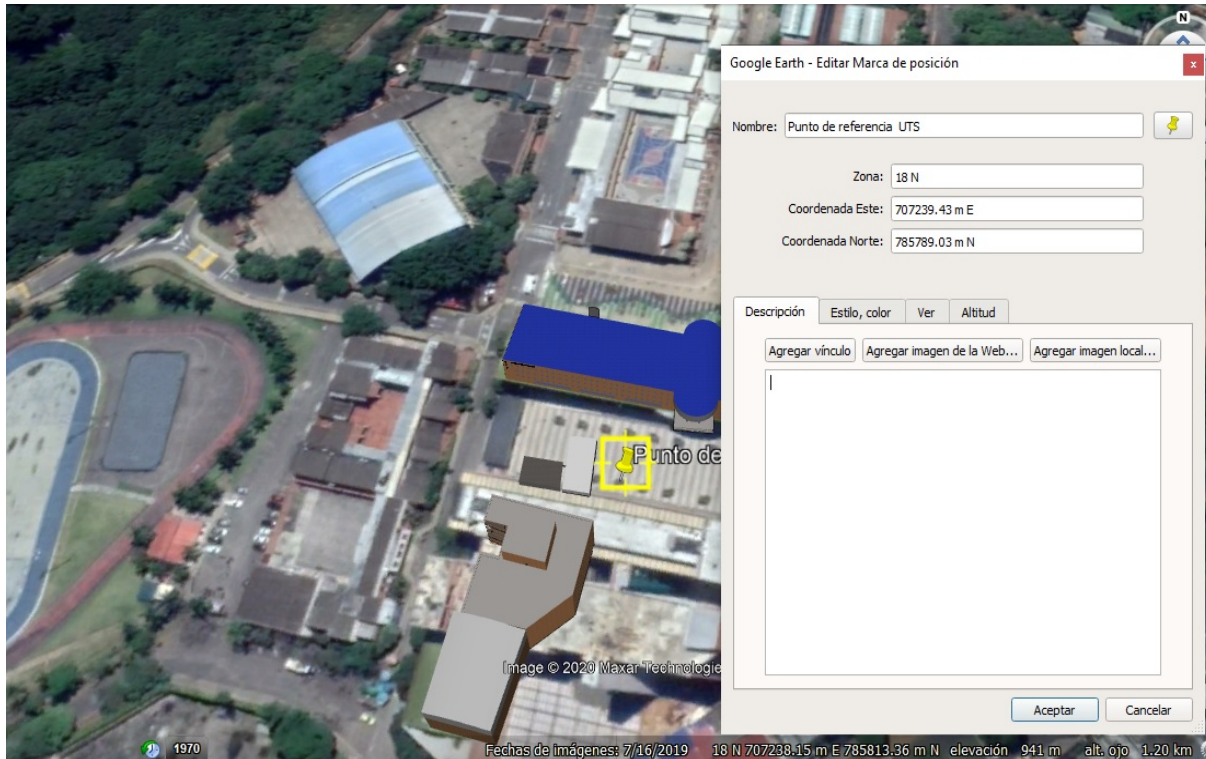 N
Google Earth - Editar Marca de posición
x
Nombre: Punto de referencia UTS
Zona: 18 N
Coordenada Este: 707239.43 m E
Coordenada Norte: 785789.03 m N
Descripción Estilo, color Ver Altitud
Agregar vínculo Agregar imagen de la Web... Agregar imagen local...
Punto de
Image © 2020 Maxar Technologie
Aceptar Cancelar
1970 Fechas de imágenes: 7/16/2019 18 N 707238.15 m E 785813.36 m N elevación 941 m alt. ojo 1.20 km